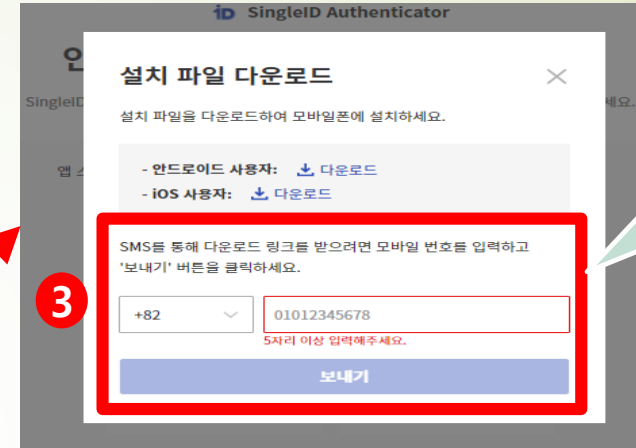 SingleID Authenticator
설치 파일 다운로드
SingleID
세요.
설치 파일을 다운로드하여 모바일폰에 설치하세요.
앱
- 안드로이드 사용자: 다운로드
- iOS 사용자: 다운로드
SMS를 통해 다운로드 링크를 받으려면 모바일 번호를 입력하고
'보내기' 버튼을 클릭하세요.
3
+82 01012345678
5자리 이상 입력해주세요.
보내기